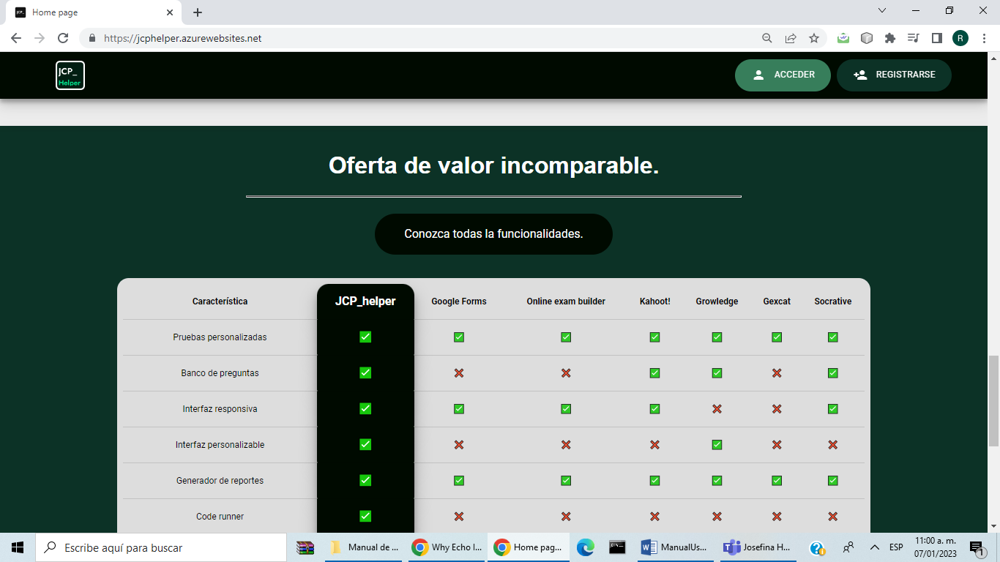 Home page
https://jcphelper.azurewebsites.net
R
JCP_
Helper
ACCEDER
REGISTRARSE
Oferta de valor incomparable.
Conozca todas la funcionalidades.
Característica JCP_helper Google Forms Online exam builder Kahoot! Growledge Gexcat Socrative
Pruebas personalizadas
Banco de preguntas
Interfaz responsiva
Interfaz personalizable
Generador de reportes
Code runner
Escribe aquí para buscar
Manual de ...
Why Echo I...
Home pag...
ManualUs...
Josefina H...
ESP
11:00 a. m.
07/01/2023
1